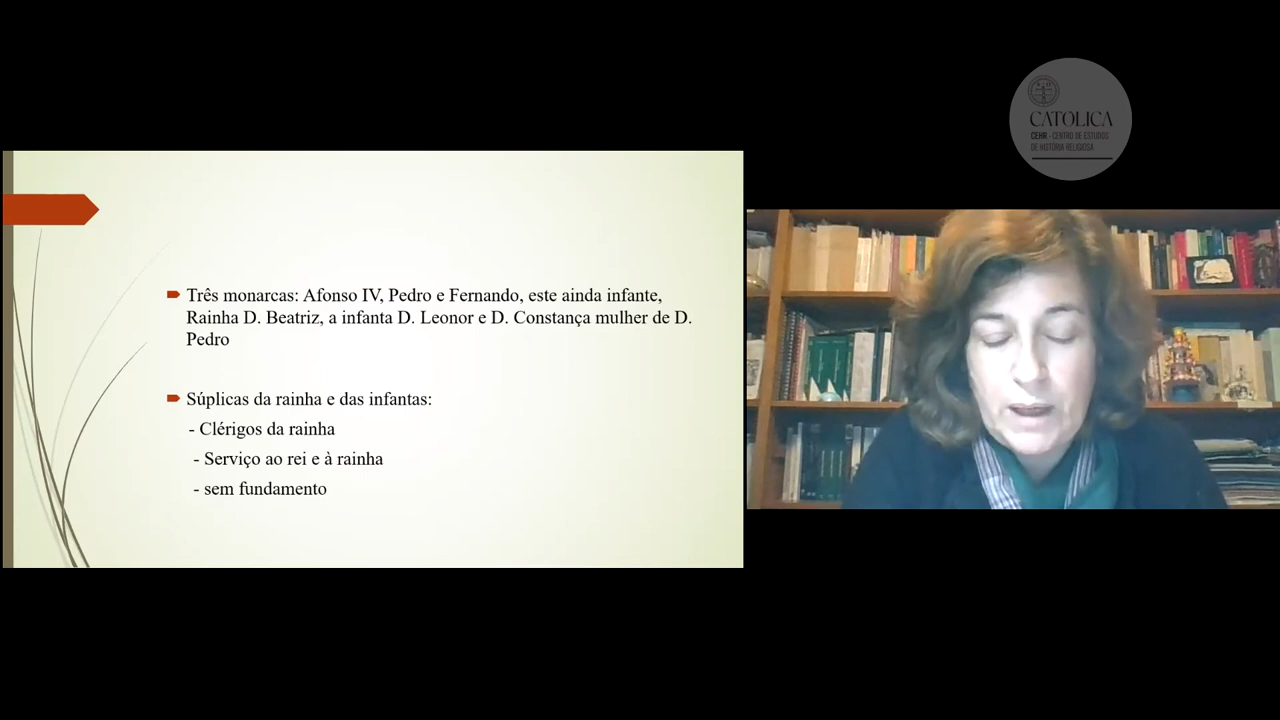 CATOLICA
CEHR - CENTRO DE ESTUDOS
DE HISTÓRIA RELIGIOSA
Três monarcas: Afonso IV, Pedro e Fernando, este ainda infante,
Rainha D. Beatriz, a infanta D. Leonor e D. Constança mulher de D.
Pedro
Súplicas da rainha e das infantas:
- Clérigos da rainha
- Serviço ao rei e à rainha
- sem fundamento